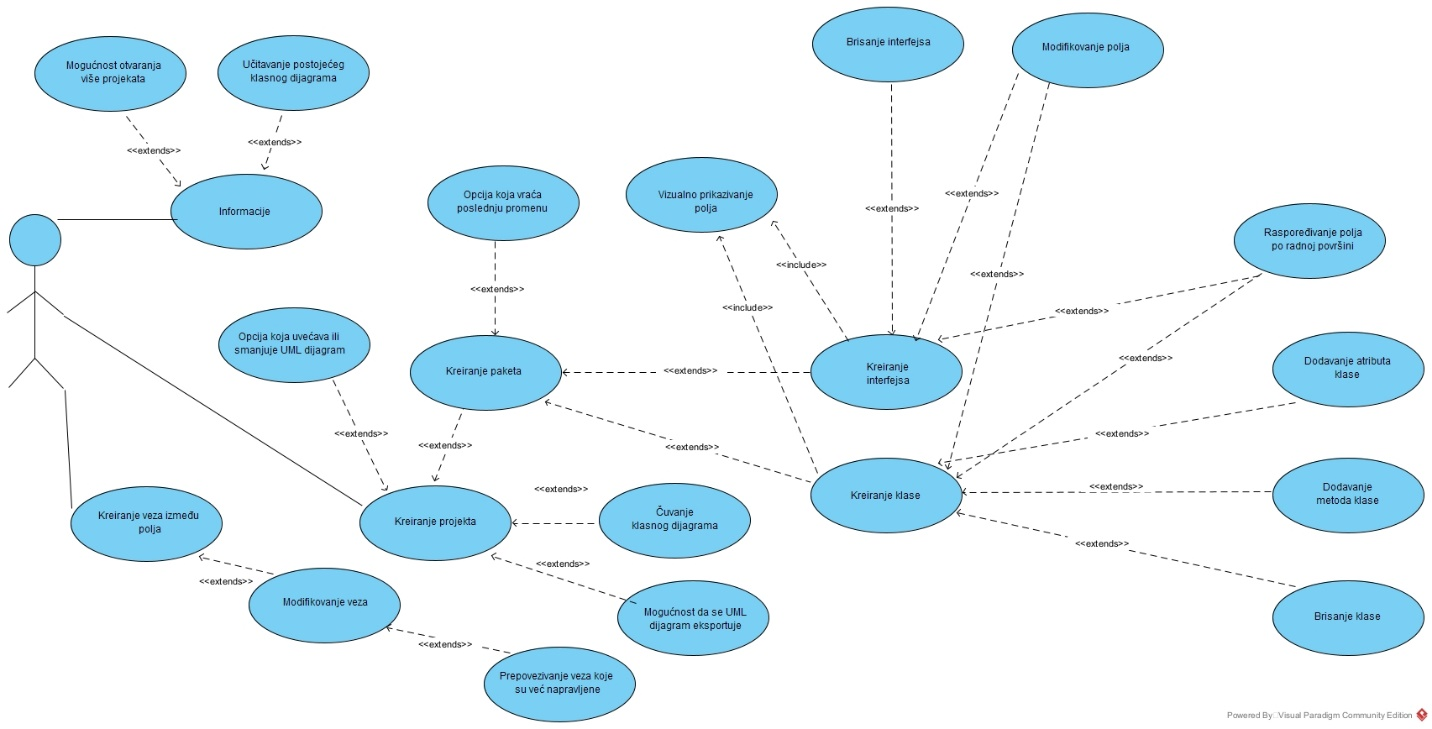 Brisanje interfejsa
Modifikovanje polja
Mogućnost otvaranja
više projekata
Učitavanje postojećeg
klasnog dijagrama
<<extends>>
<<extends>>
Informacije
Opcija koja vraća
poslednju promenu
Vizualno prikazivanje
polja
<<extends>>
<<extends>>
Raspoređivanje polja
po radnoj površini
<<include>>
<<extends>>
<<extends>>
<<include>>
<<extends>>
Opcija koja uvećava ili
smanjuje UML dijagram
<<extends>>
Kreiranje paketa
<<extends>>
Kreiranje
interfejsa
Dodavanje atributa
klase
<<extends>>
<<extends>>
<<extends>>
<<extends>>
Kreiranje klase
<<extends>>
Dodavanje
metoda klase
<<extends>>
Kreiranje veza između
polja
Kreiranje projekta
Čuvanje
klasnog dijagrama
<<extends>>
<<extends>>
<<extends>>
Modifikovanje veza
Mogućnost da se UML
dijagram eksportuje
Brisanje klase
<<extends>>
Prepovezivanje veza koje
su već napravljene
Powered By: Visual Paradigm Community Edition